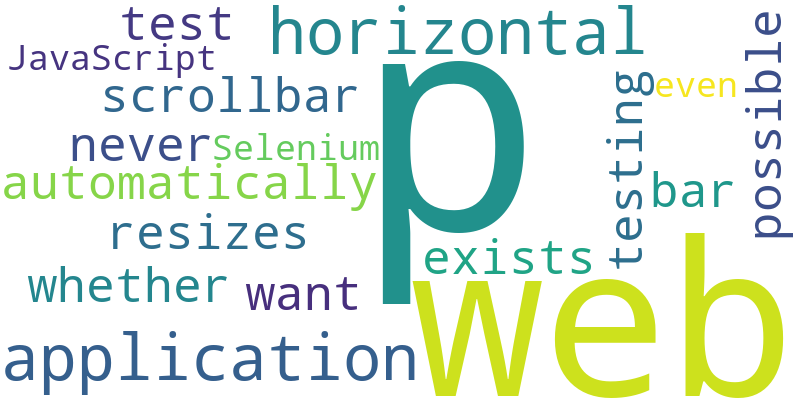 test
horizontal
JavaScript
scrollbar
p
testing
even
possible
never
Selenium
automatically
bar
resizes
exists
whether
want
web
application